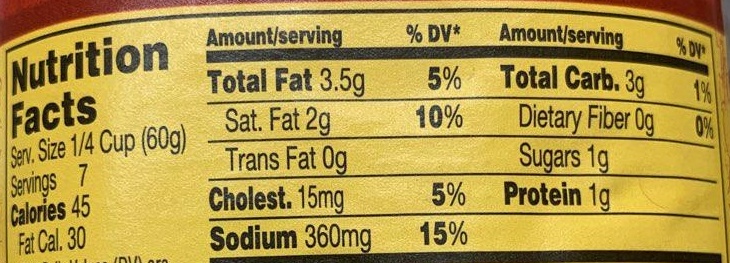 Nutrition
Facts
Serv. Size 1/4 Cup (60g)
Servings 7
Calories 45
Fat Cal. 30
Amount/serving % DV*
Total Fat 3.5g 5%
Sat. Fat 2g 10%
Trans Fat 0g
Cholest. 15mg 5%
Sodium 360mg 15%
Amount/serving % DV*
Total Carb. 3g 1%
Dietary Fiber 0g 0%
Sugars 1g
Protein 1g